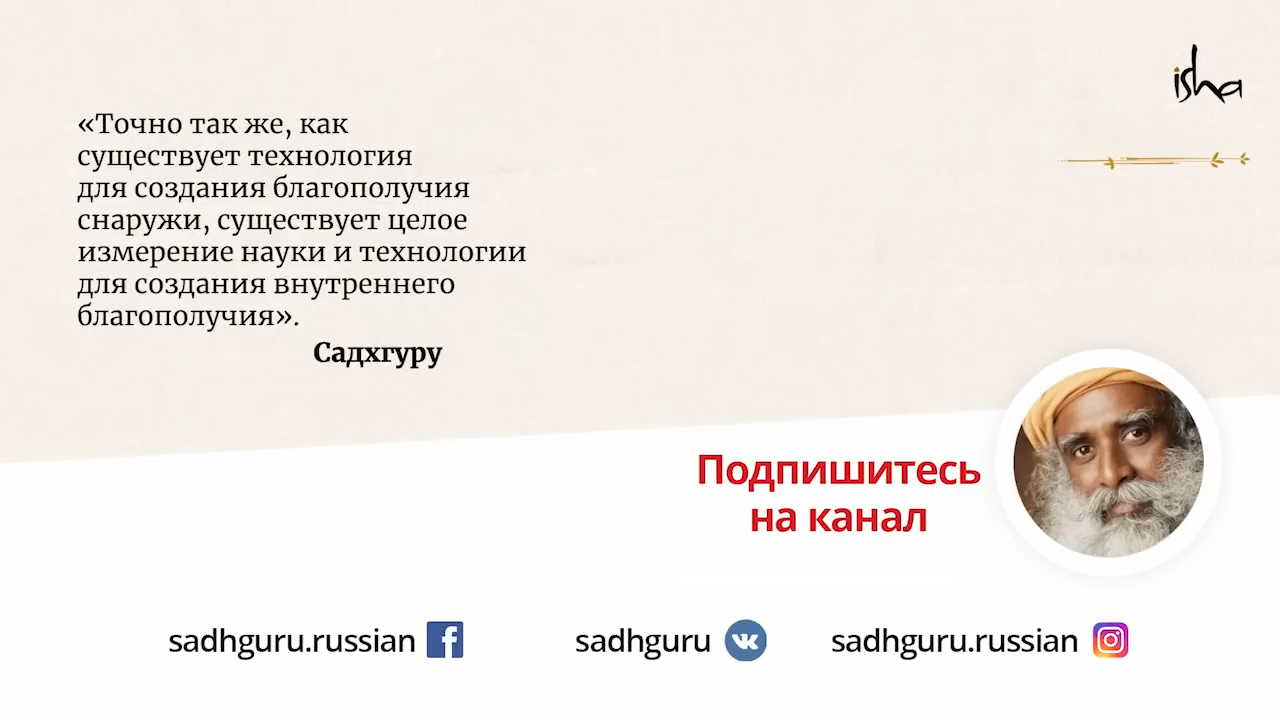 isha
«Точно так же, как
существует технология
для создания благополучия
снаружи, существует целое
измерение науки и технологии
для создания внутреннего
благополучия».
Садхгуру
Подпишитесь
на канал
sadhguru.russian
sadhguru
sadhguru.russian